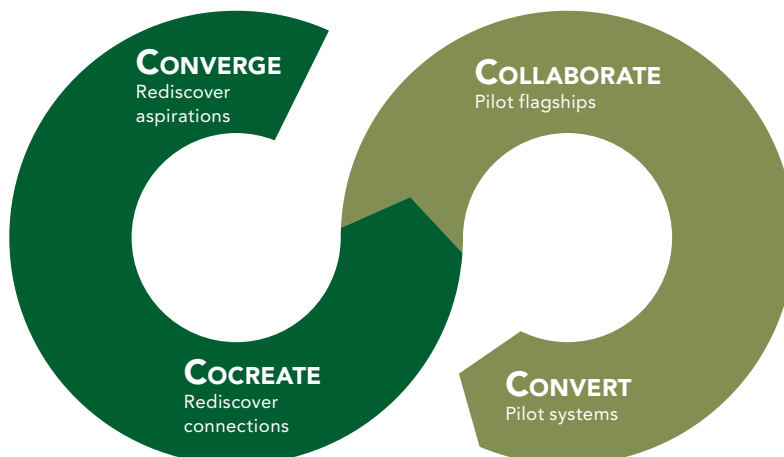 CONVERGE
Rediscover
aspirations
COCREATE
Rediscover
connections
COLLABORATE
Pilot flagships
CONVERT
Pilot systems